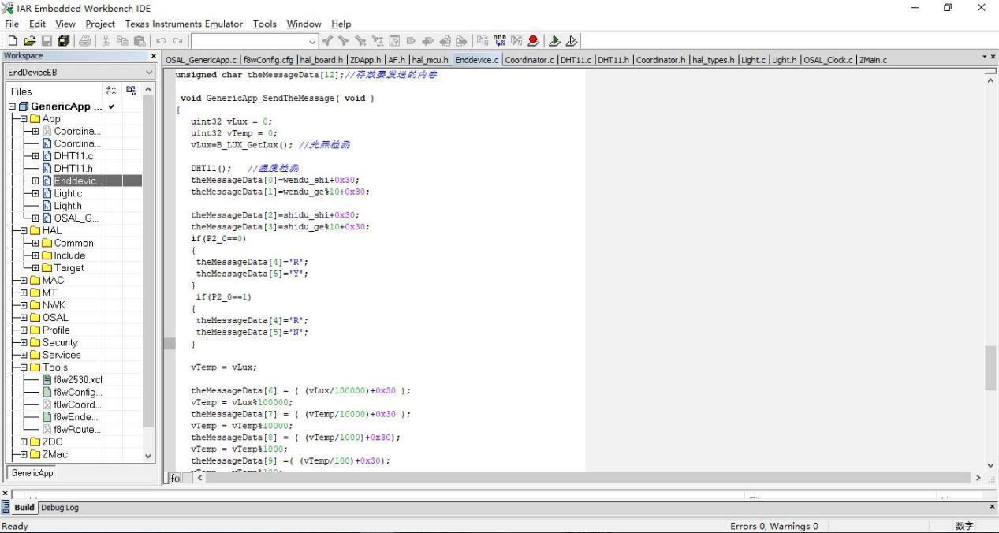 IAR Embedded Workbench IDE
File Edit View Project Texas Instruments Emulator Tools Window Help
Workspace
OSAL_GenericApp.c | f8wConfig.cfg | hal_board.h | ZDApp.h | AF.h | hal_mcu.h Enddevice.c Coordinator.c | DHT11.c | DHT11.h | Coordinator.h | hal_types.h | Light.c | Light.h | OSAL_Clock.c | ZMain.c
EndDeviceEB
Files
GenericApp ...
App
Coordina...
Coordina...
DHT11.c
DHT11.h
Enddevic...
Light.c
Light.h
OSAL_G...
HAL
Common
Include
Target
MAC
MT
NWK
OSAL
Profile
Security
Services
Tools
f8w2530.xcl
f8wConfig...
f8wCoord...
f8wEnde...
f8wRoute...
ZDO
ZMac
GenericApp
unsigned char theMessageData[12];//存放要发送的内容
void GenericApp_SendTheMessage( void )
{
uint32 vLux = 0;
uint32 vTemp = 0;
vLux=B_LUX_GetLux(); //光照检测
DHT11(); //温度检测
theMessageData[0]=wendu_shi+0x30;
theMessageData[1]=wendu_ge%10+0x30;
theMessageData[2]=shidu_shi+0x30;
theMessageData[3]=shidu_ge%10+0x30;
if(P2_0==0)
{
theMessageData[4]='R';
theMessageData[5]='Y';
}
if(P2_0==1)
{
theMessageData[4]='R';
theMessageData[5]='N';
}
vTemp = vLux;
theMessageData[6] = ( (vLux/100000)+0x30 );
vTemp = vLux%100000;
theMessageData[7] = ( (vTemp/10000)+0x30 );
vTemp = vTemp%10000;
theMessageData[8] = ( (vTemp/1000)+0x30);
vTemp = vTemp%1000;
theMessageData[9] =( (vTemp/100)+0x30);
f()
Build Debug Log
Ready
Errors 0, Warnings 0
数字